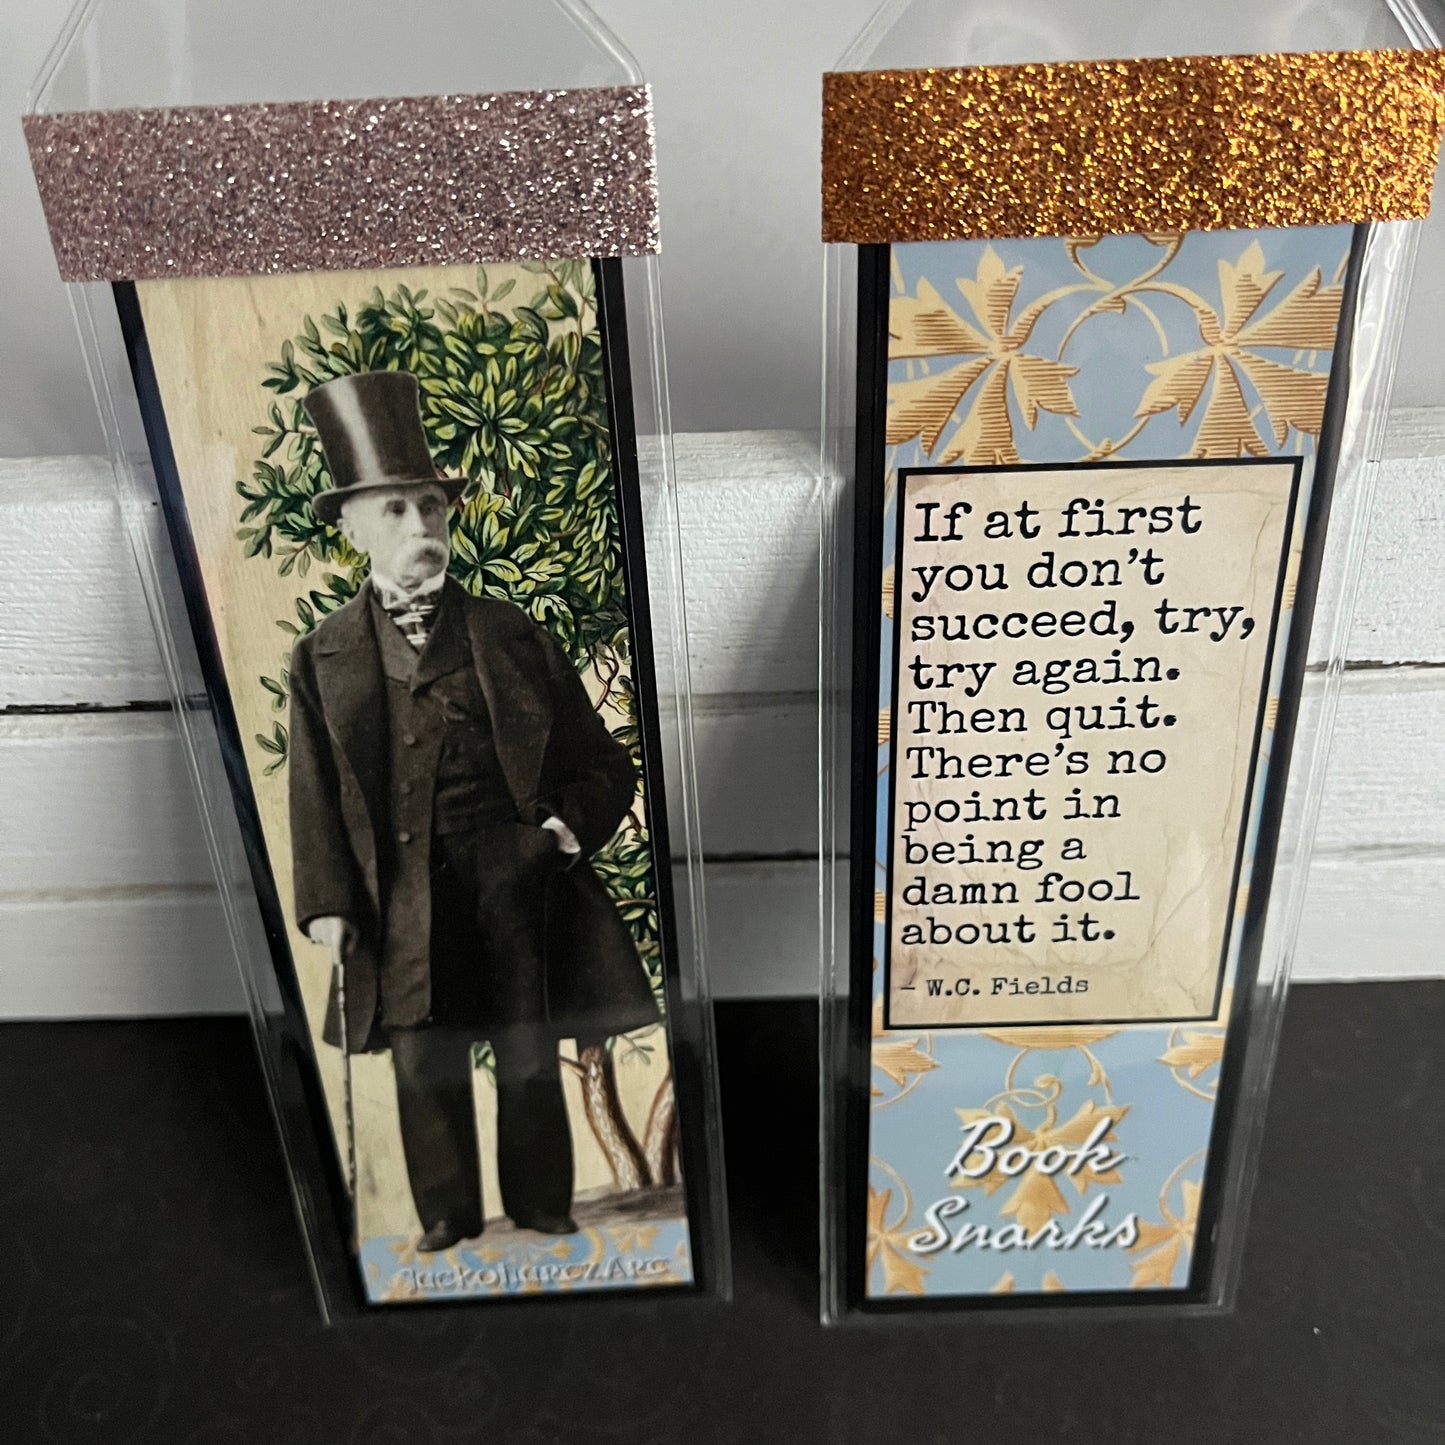 If at first
you don't
succeed, try,
try again.
Then quit.
There's no
point in
being a
damn fool
about it.
- W.C. Fields
Book
Snarks